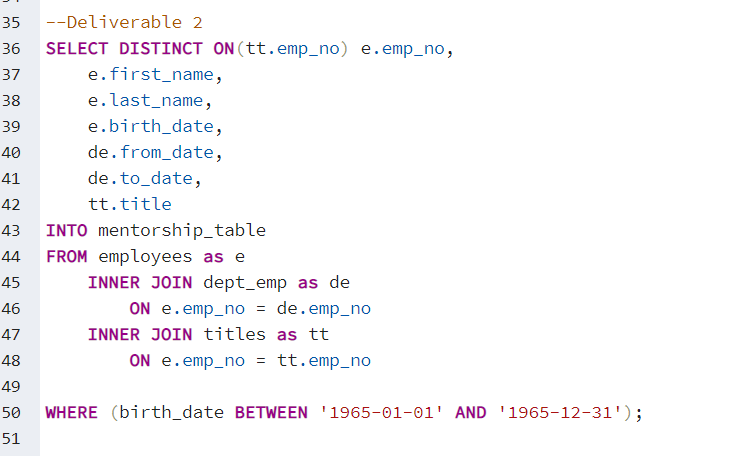 35 --Deliverable 2
36 SELECT DISTINCT ON(tt.emp_no) e.emp_no,
37     e.first_name,
38     e.last_name,
39     e.birth_date,
40     de.from_date,
41     de.to_date,
42     tt.title
43 INTO mentorship_table
44 FROM employees as e
45     INNER JOIN dept_emp as de
46         ON e.emp_no = de.emp_no
47     INNER JOIN titles as tt
48         ON e.emp_no = tt.emp_no
49
50 WHERE (birth_date BETWEEN '1965-01-01' AND '1965-12-31');
51